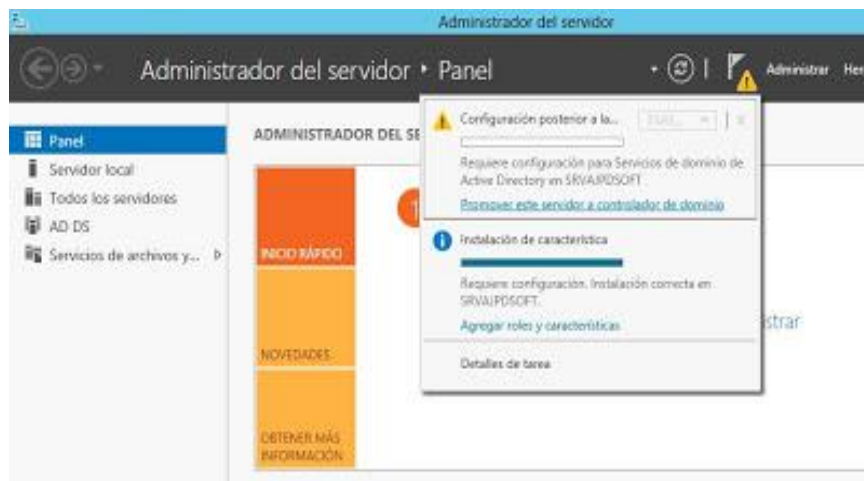 Administrador del servidor
Administrador del servidor ‣ Panel
Administrar Her
Panel
Servidor local
Todos los servidores
AD DS
Servicios de archivos y...
ADMINISTRADOR DEL SE
INICIO RÁPIDO
NOVEDADES
OBTENER MÁS
INFORMACIÓN
1
Configuración posterior a la...
Requiere configuración para Servicios de dominio de
Active Directory en SRVAJPDSOFT
Promover este servidor a controlador de dominio
Instalación de característica
Requiere configuración. Instalación correcta en
SRVAJPDSOFT.
Agregar roles y características
Detalles de tarea
istrar